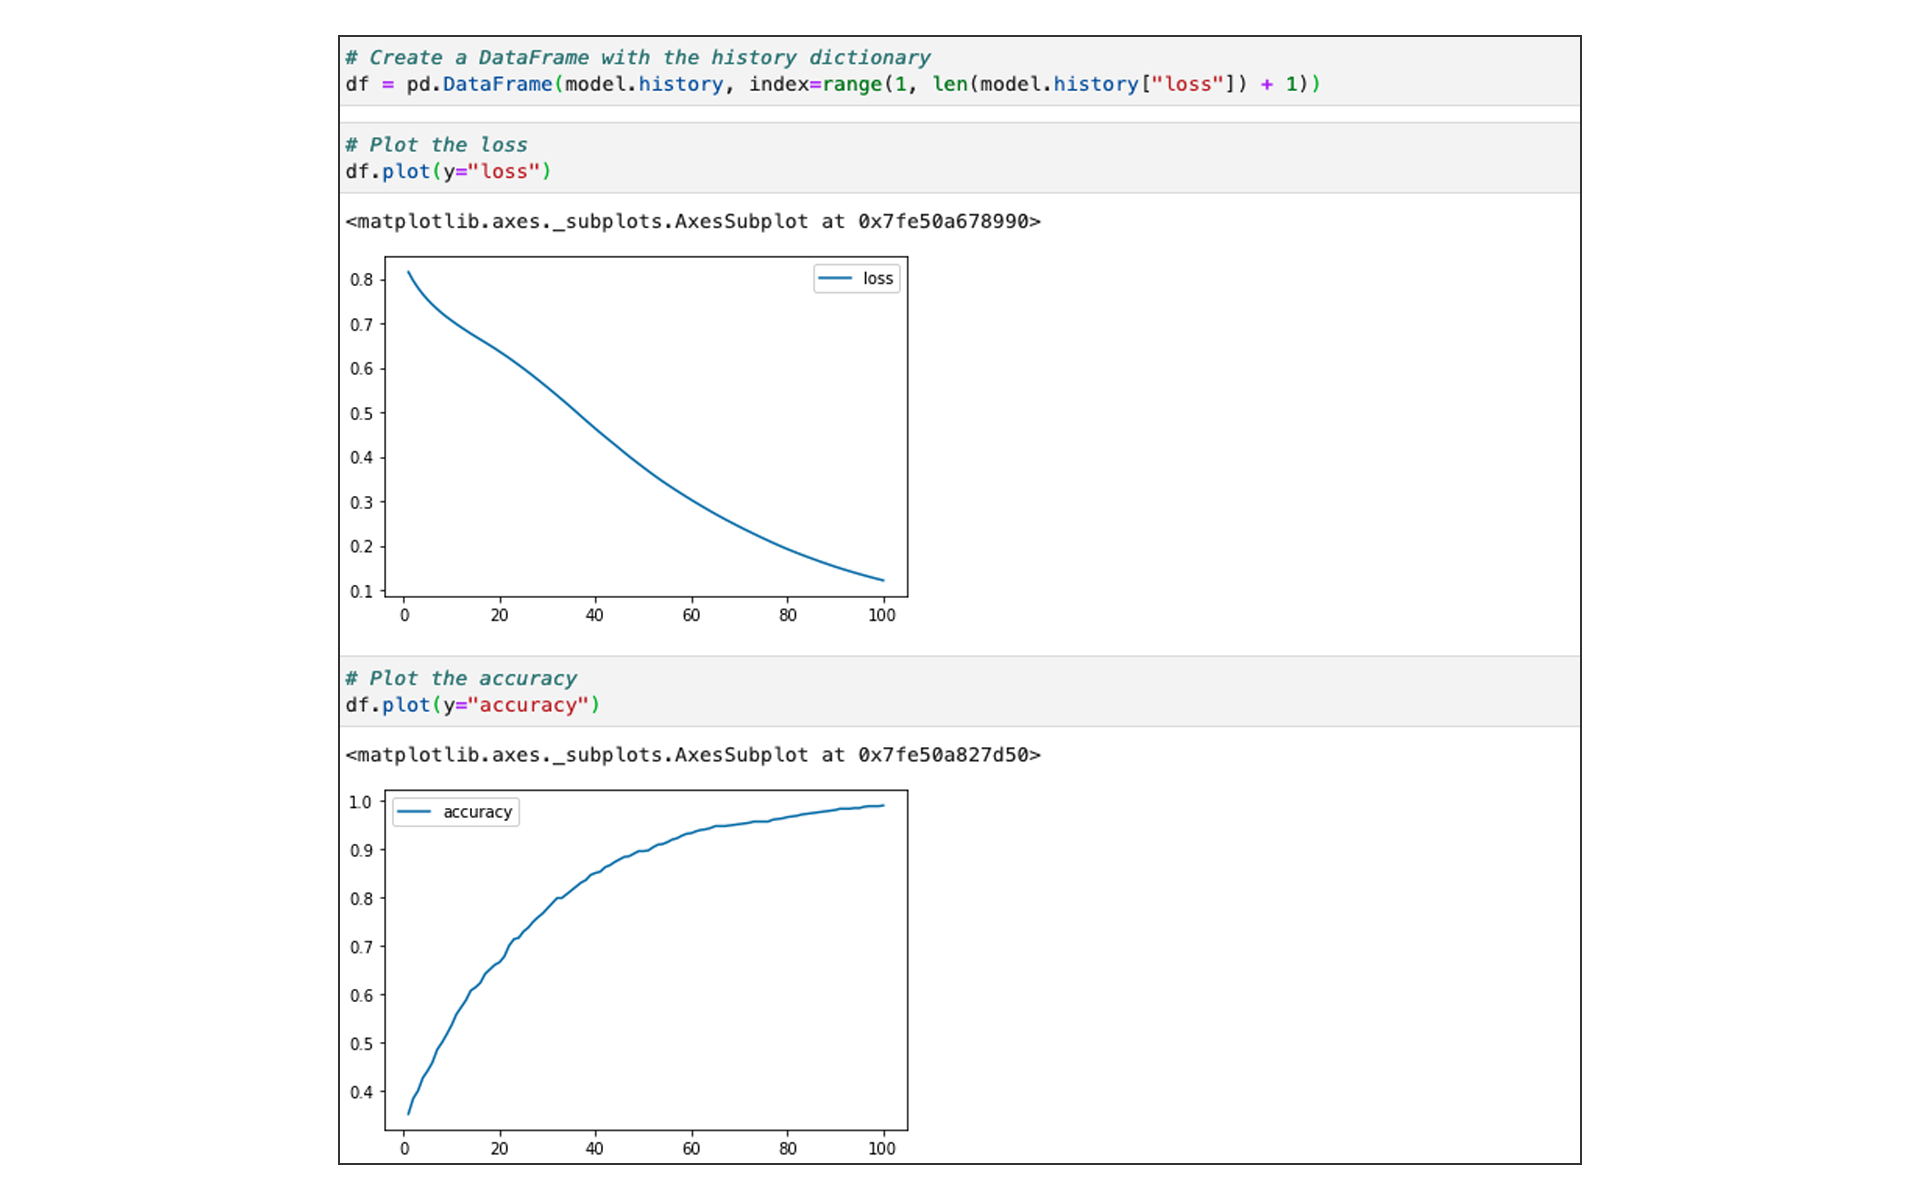 # Create a DataFrame with the history dictionary
df = pd.DataFrame(model.history, index=range(1, len(model.history["loss"]) + 1))
# Plot the loss
df.plot(y="loss")
<matplotlib.axes._subplots.AxesSubplot at 0x7fe50a678990>
loss
0.8
0.7
0.6
0.5
0.4
0.3
0.2
0.1
0 20 40 60 80 100
# Plot the accuracy
df.plot(y="accuracy")
<matplotlib.axes._subplots.AxesSubplot at 0x7fe50a827d50>
accuracy
1.0
0.9
0.8
0.7
0.6
0.5
0.4
0 20 40 60 80 100